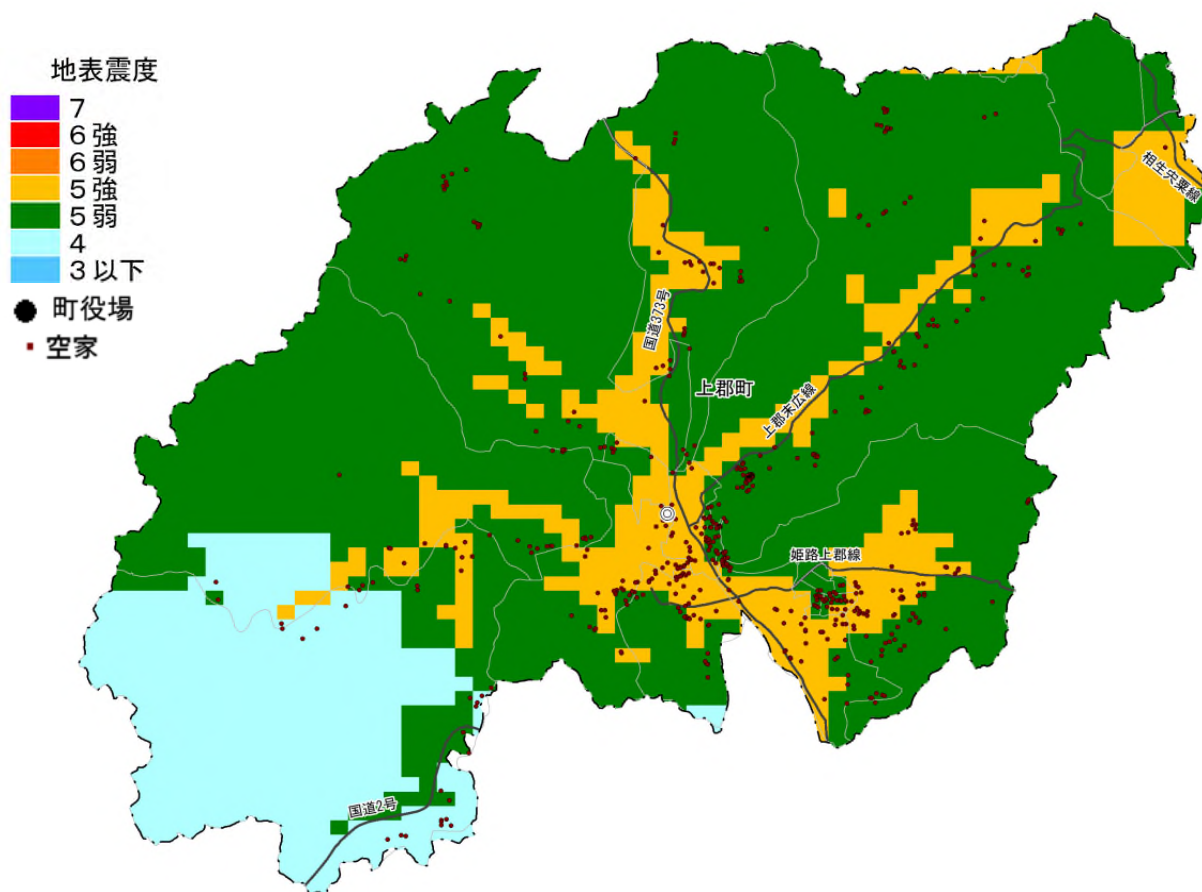 地表震度
7
6強
6弱
5強
5弱
4
3以下
町役場
空家
相生宍粟線
国道373号
上郡町
上郡末広線
姫路上郡線
国道2号